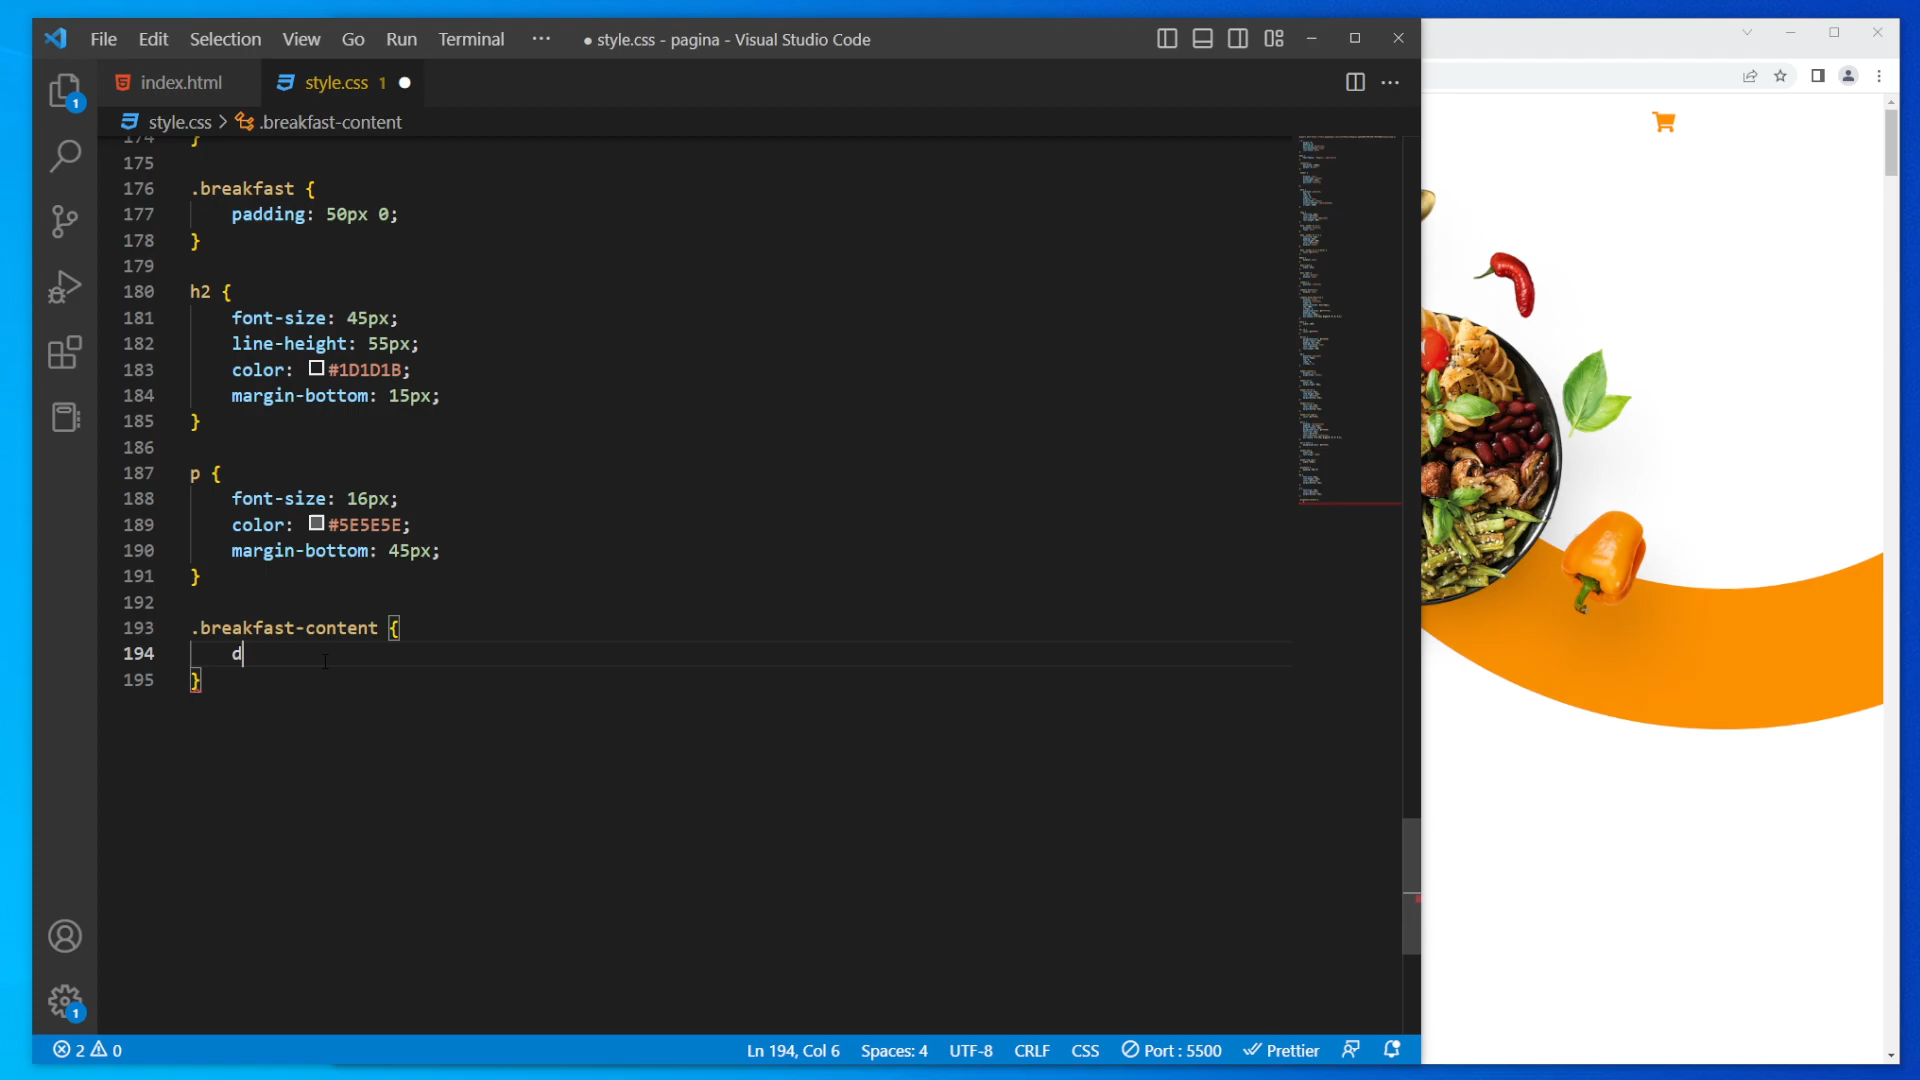 File Edit Selection View Go Run Terminal ··· ● style.css - pagina - Visual Studio Code
index.html style.css 1 ●
style.css > .breakfast-content
174 }
175
176 .breakfast {
177 padding: 50px 0;
178 }
179
180 h2 {
181 font-size: 45px;
182 line-height: 55px;
183 color: #1D1D1B;
184 margin-bottom: 15px;
185 }
186
187 p {
188 font-size: 16px;
189 color: #5E5E5E;
190 margin-bottom: 45px;
191 }
192
193 .breakfast-content {
194 d
195 }
1
1
2 0 Ln 194, Col 6 Spaces: 4 UTF-8 CRLF CSS Port : 5500 Prettier